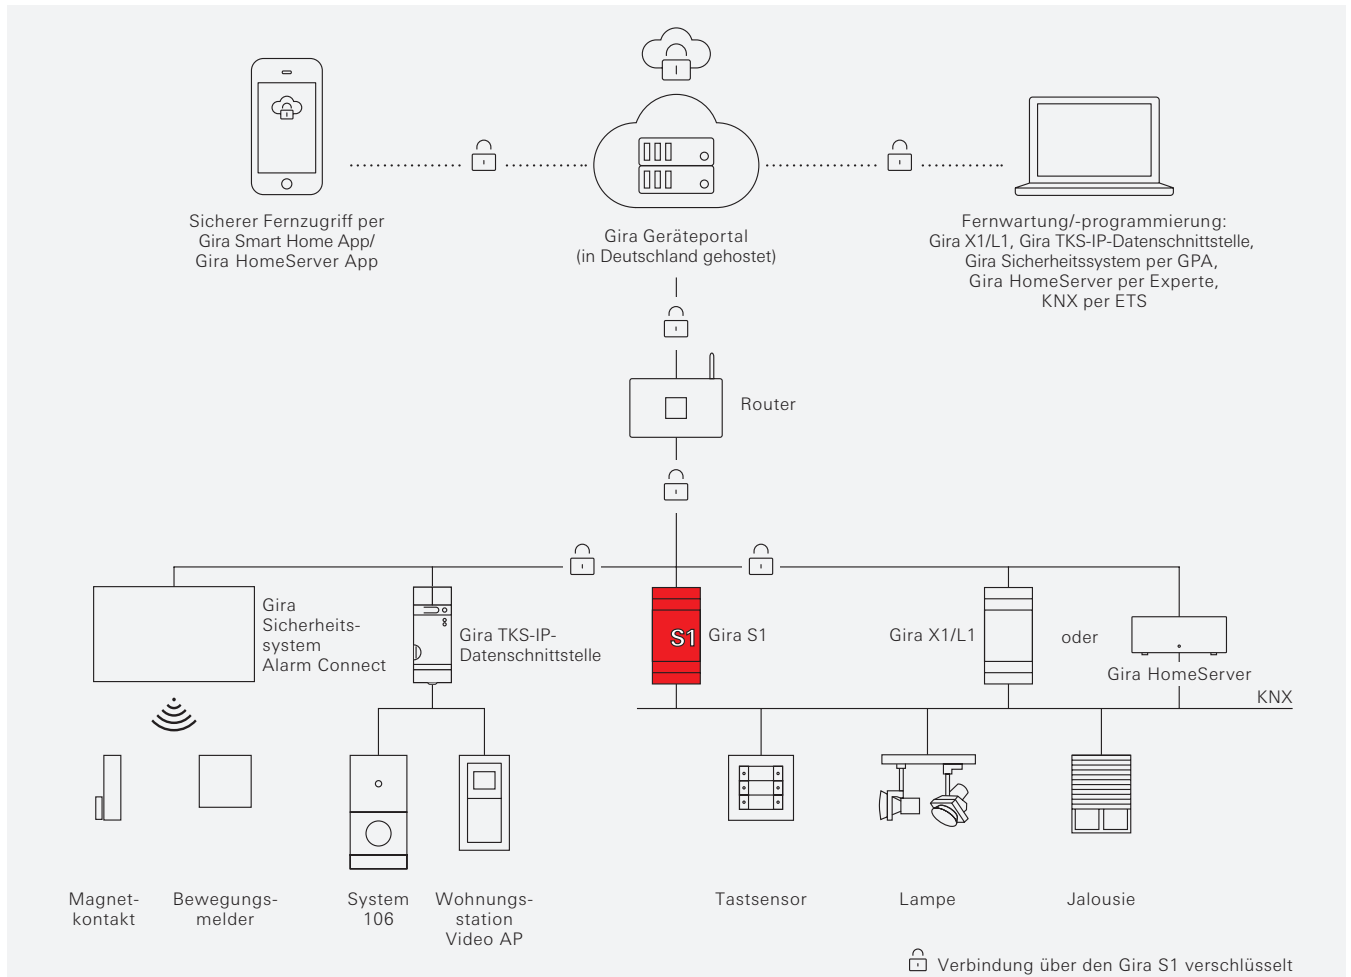 Sicherer Fernzugriff per
Gira Smart Home App/
Gira HomeServer App
Gira Geräteportal
(in Deutschland gehostet)
Fernwartung/-programmierung:
Gira X1/L1, Gira TKS-IP-Datenschnittstelle,
Gira Sicherheitssystem per GPA,
Gira HomeServer per Experte,
KNX per ETS
Router
Gira
Sicherheits-
system
Alarm Connect
Gira TKS-IP-
Datenschnittstelle
S1
Gira S1
Gira X1/L1
oder
Gira HomeServer
KNX
Magnet-
kontakt
Bewegungs-
melder
System
106
Wohnungs-
station
Video AP
Tastsensor
Lampe
Jalousie
Verbindung über den Gira S1 verschlüsselt